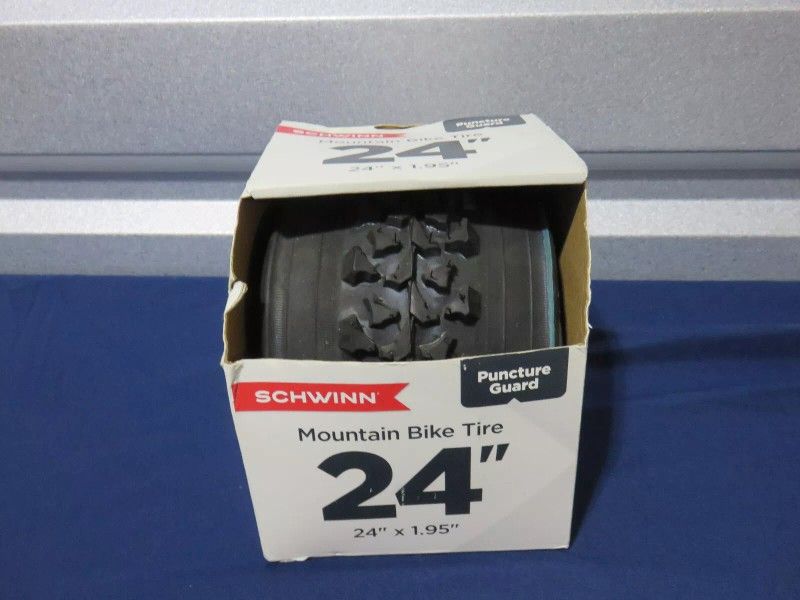 SCHWINN
Puncture
Guard
Mountain Bike Tire
24"
24" x 1.95"
SCHWINN
Puncture
Guard
Mountain Bike Tire
24"
24" x 1.95"